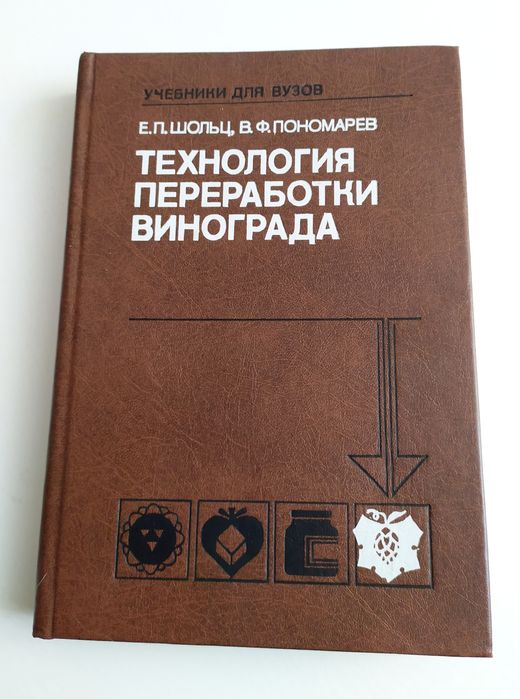 УЧЕБНИКИ ДЛЯ ВУЗОВ
Е.П.ШОЛЬЦ, В.Ф.ПОНОМАРЕВ
ТЕХНОЛОГИЯ
ПЕРЕРАБОТКИ
ВИНОГРАДА